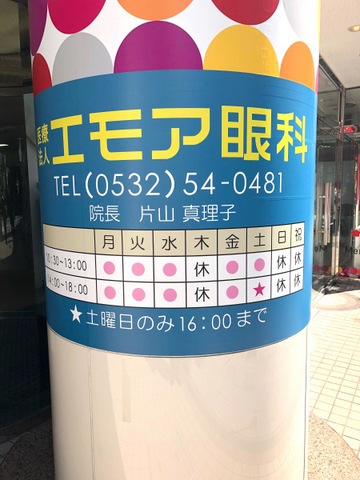 医療法人 エモア眼科
TEL(0532)54-0481
院長 片山 真理子
月 火 水 木 金 土 日 祝
10:30~13:00 ● ● ● 休 ● ● 休 休
14:00~18:00 ● ● ● 休 ● ★ 休 休
★土曜日のみ16:00まで